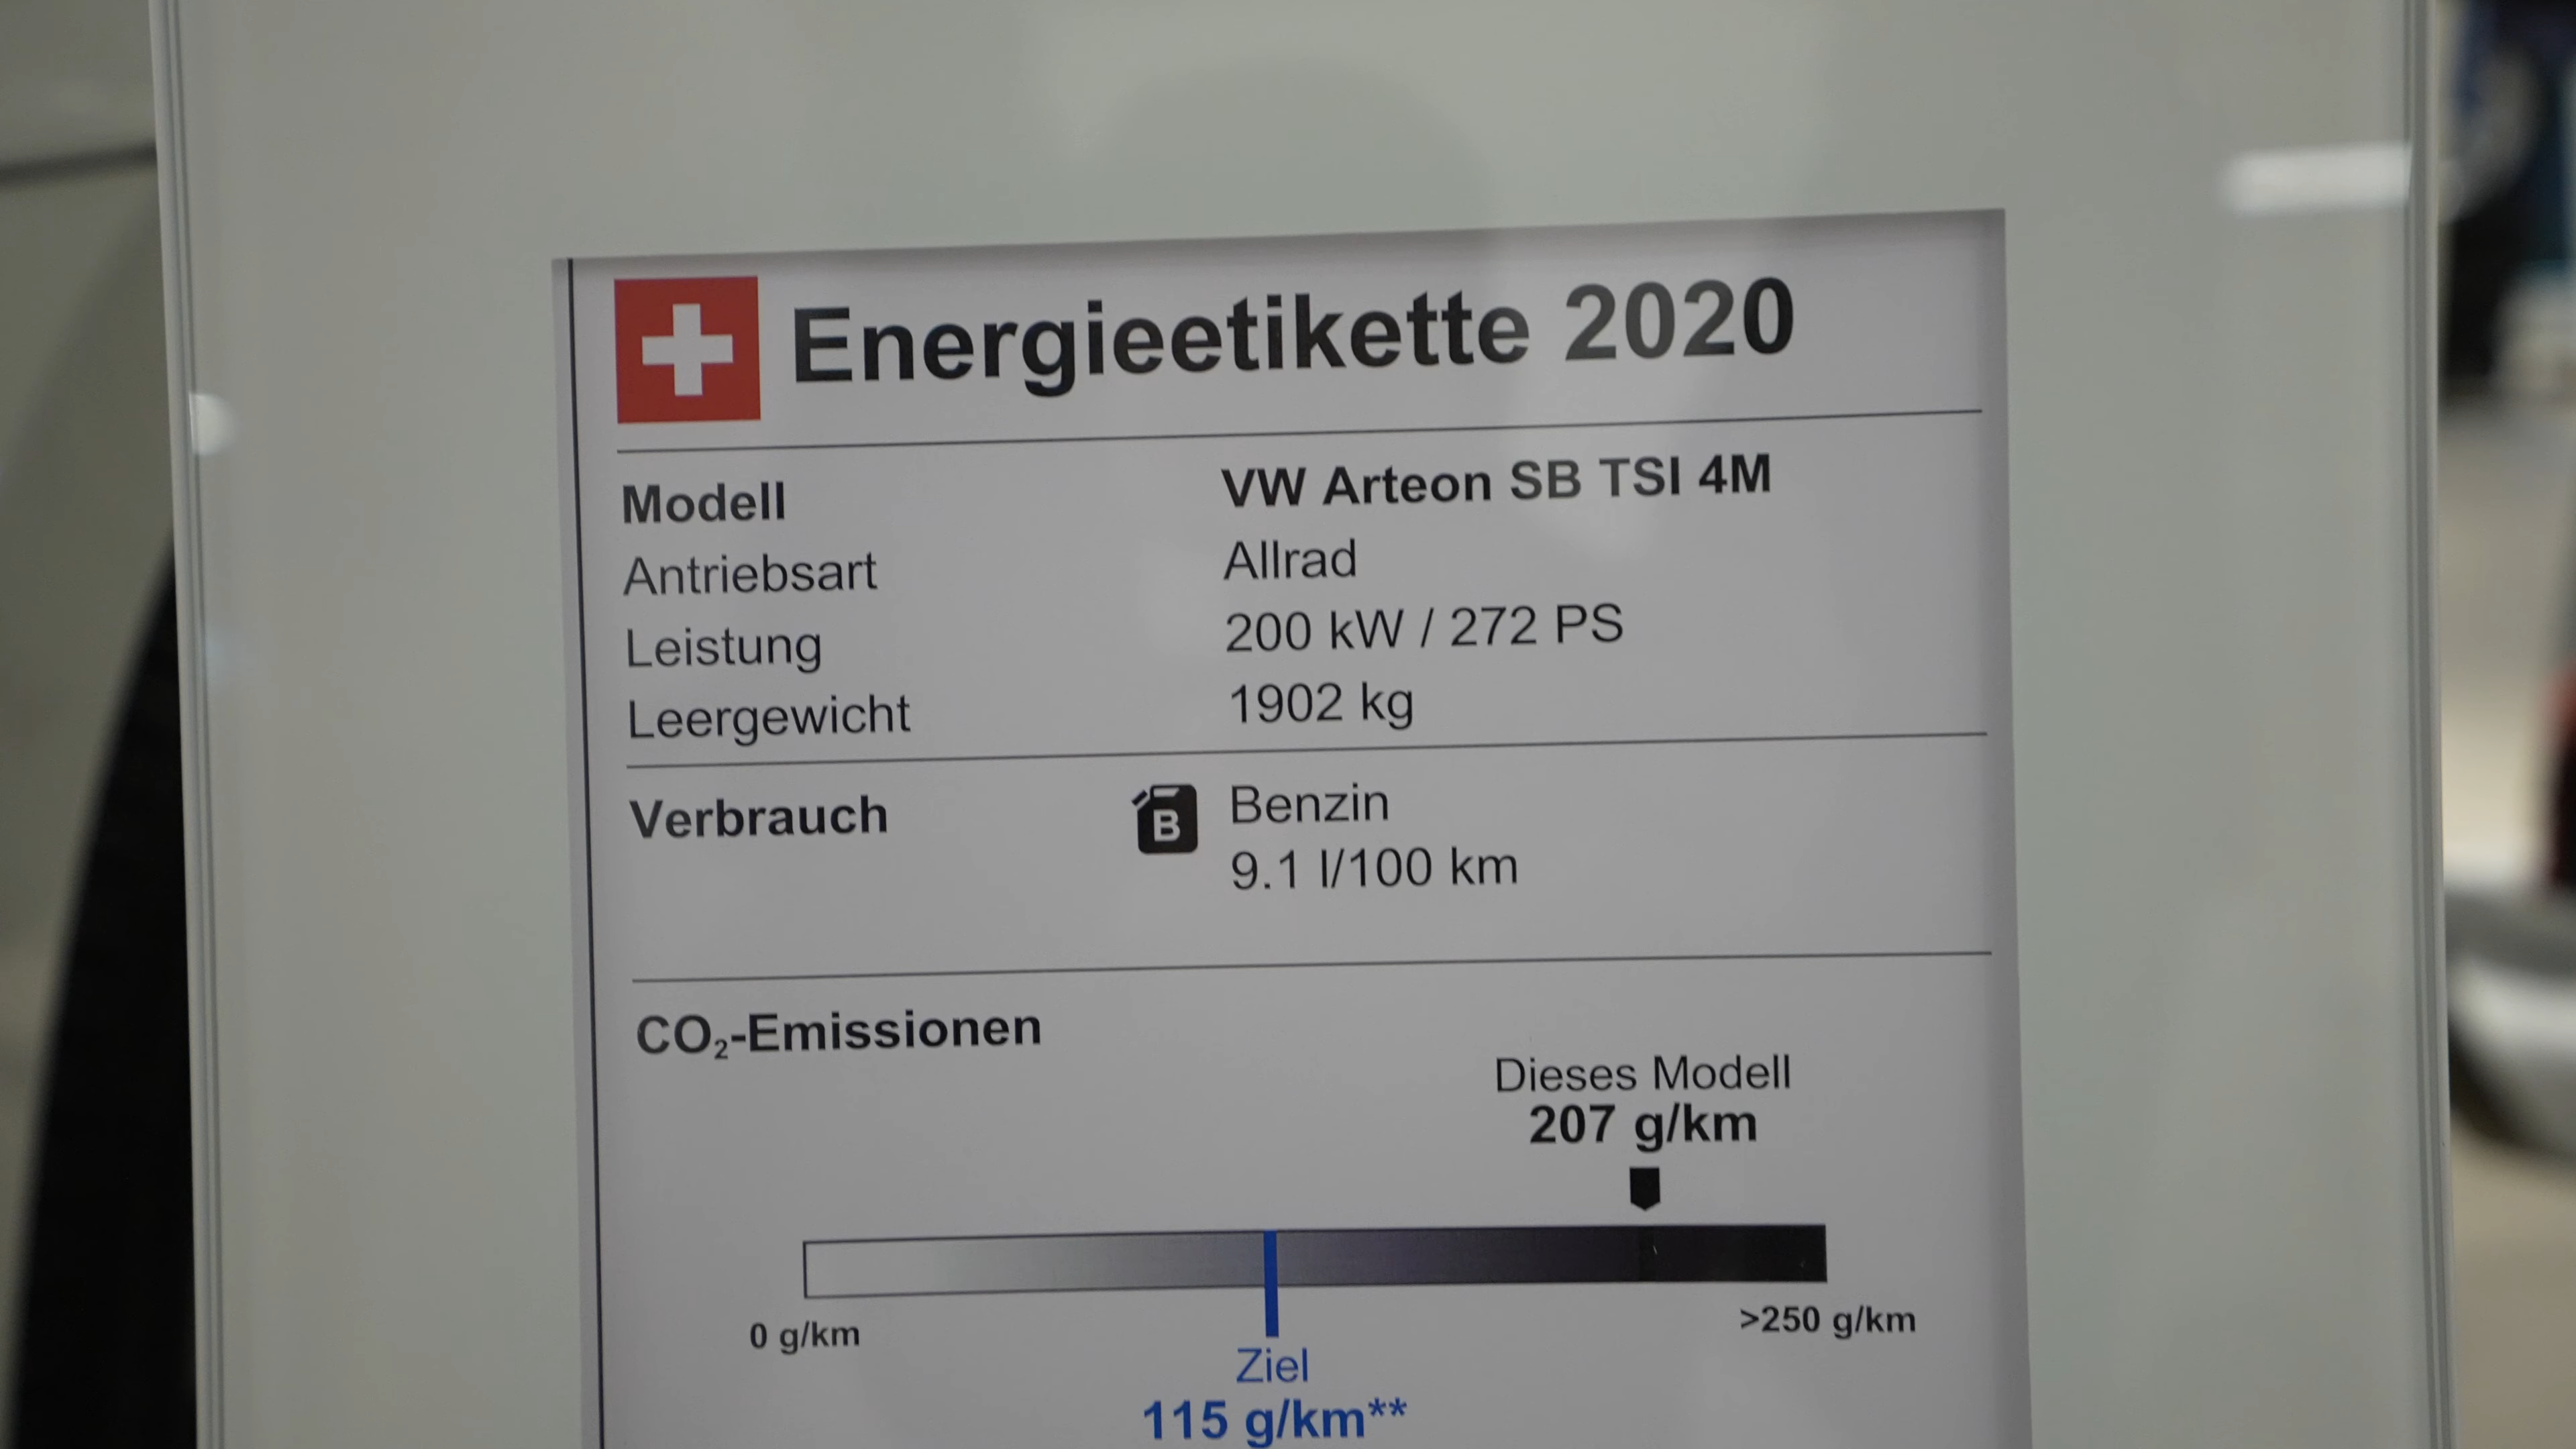 Energieetikette 2020
Modell VW Arteon SB TSI 4M
Antriebsart Allrad
Leistung 200 kW / 272 PS
Leergewicht 1902 kg
Verbrauch B Benzin
9.1 l/100 km
CO₂-Emissionen
Dieses Modell
207 g/km
0 g/km >250 g/km
Ziel
115 g/km**